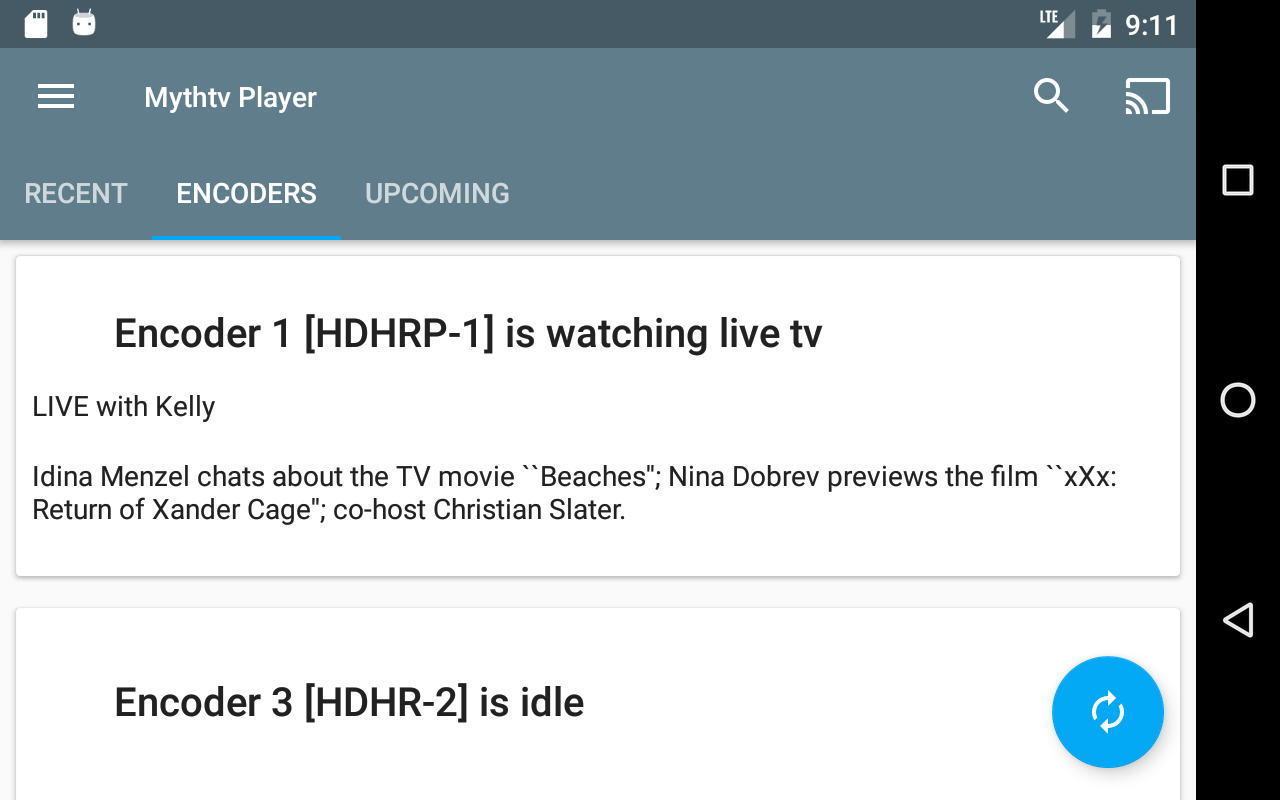 LTE 9:11
Mythtv Player
RECENT ENCODERS UPCOMING
Encoder 1 [HDHRP-1] is watching live tv
LIVE with Kelly
Idina Menzel chats about the TV movie ``Beaches"; Nina Dobrev previews the film ``xXx:
Return of Xander Cage"; co-host Christian Slater.
Encoder 3 [HDHR-2] is idle